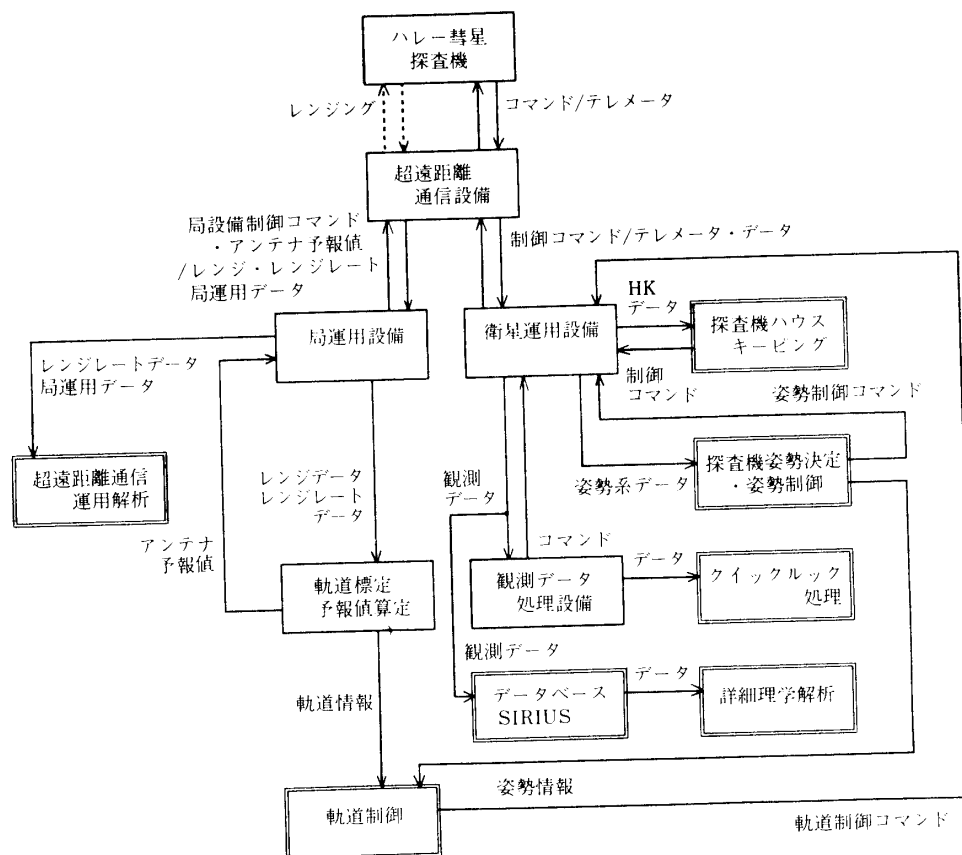 ハレー彗星
探査機
レンジング
コマンド/テレメータ
超遠距離
通信設備
局設備制御コマンド
・アンテナ予報値
/レンジ・レンジレート
局運用データ
制御コマンド/テレメータ・データ
HK
データ
局運用設備
衛星運用設備
探査機ハウス
キーピング
レンジレートデータ
局運用データ
制御
コマンド
姿勢制御コマンド
超遠距離通信
運用解析
レンジデータ
レンジレート
データ
観測
データ
姿勢系データ
探査機姿勢決定
・姿勢制御
アンテナ
予報値
コマンド
データ
軌道標定
予報値算定
観測データ
処理設備
クイックルック
処理
観測データ
データ
軌道情報
データベース
SIRIUS
詳細理学解析
姿勢情報
軌道制御
軌道制御コマンド